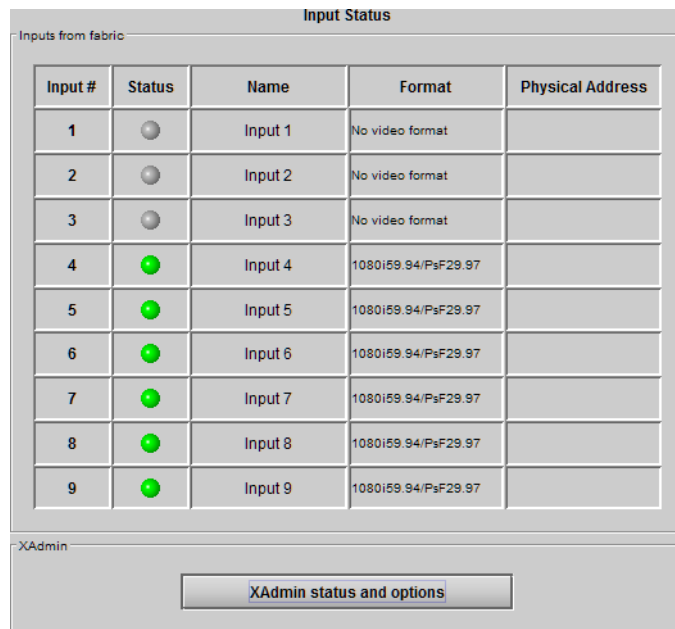 Input Status
Inputs from fabric
Input # Status Name Format Physical Address
1 Input 1 No video format
2 Input 2 No video format
3 Input 3 No video format
4 Input 4 1080i59.94/PsF29.97
5 Input 5 1080i59.94/PsF29.97
6 Input 6 1080i59.94/PsF29.97
7 Input 7 1080i59.94/PsF29.97
8 Input 8 1080i59.94/PsF29.97
9 Input 9 1080i59.94/PsF29.97
XAdmin
XAdmin status and options